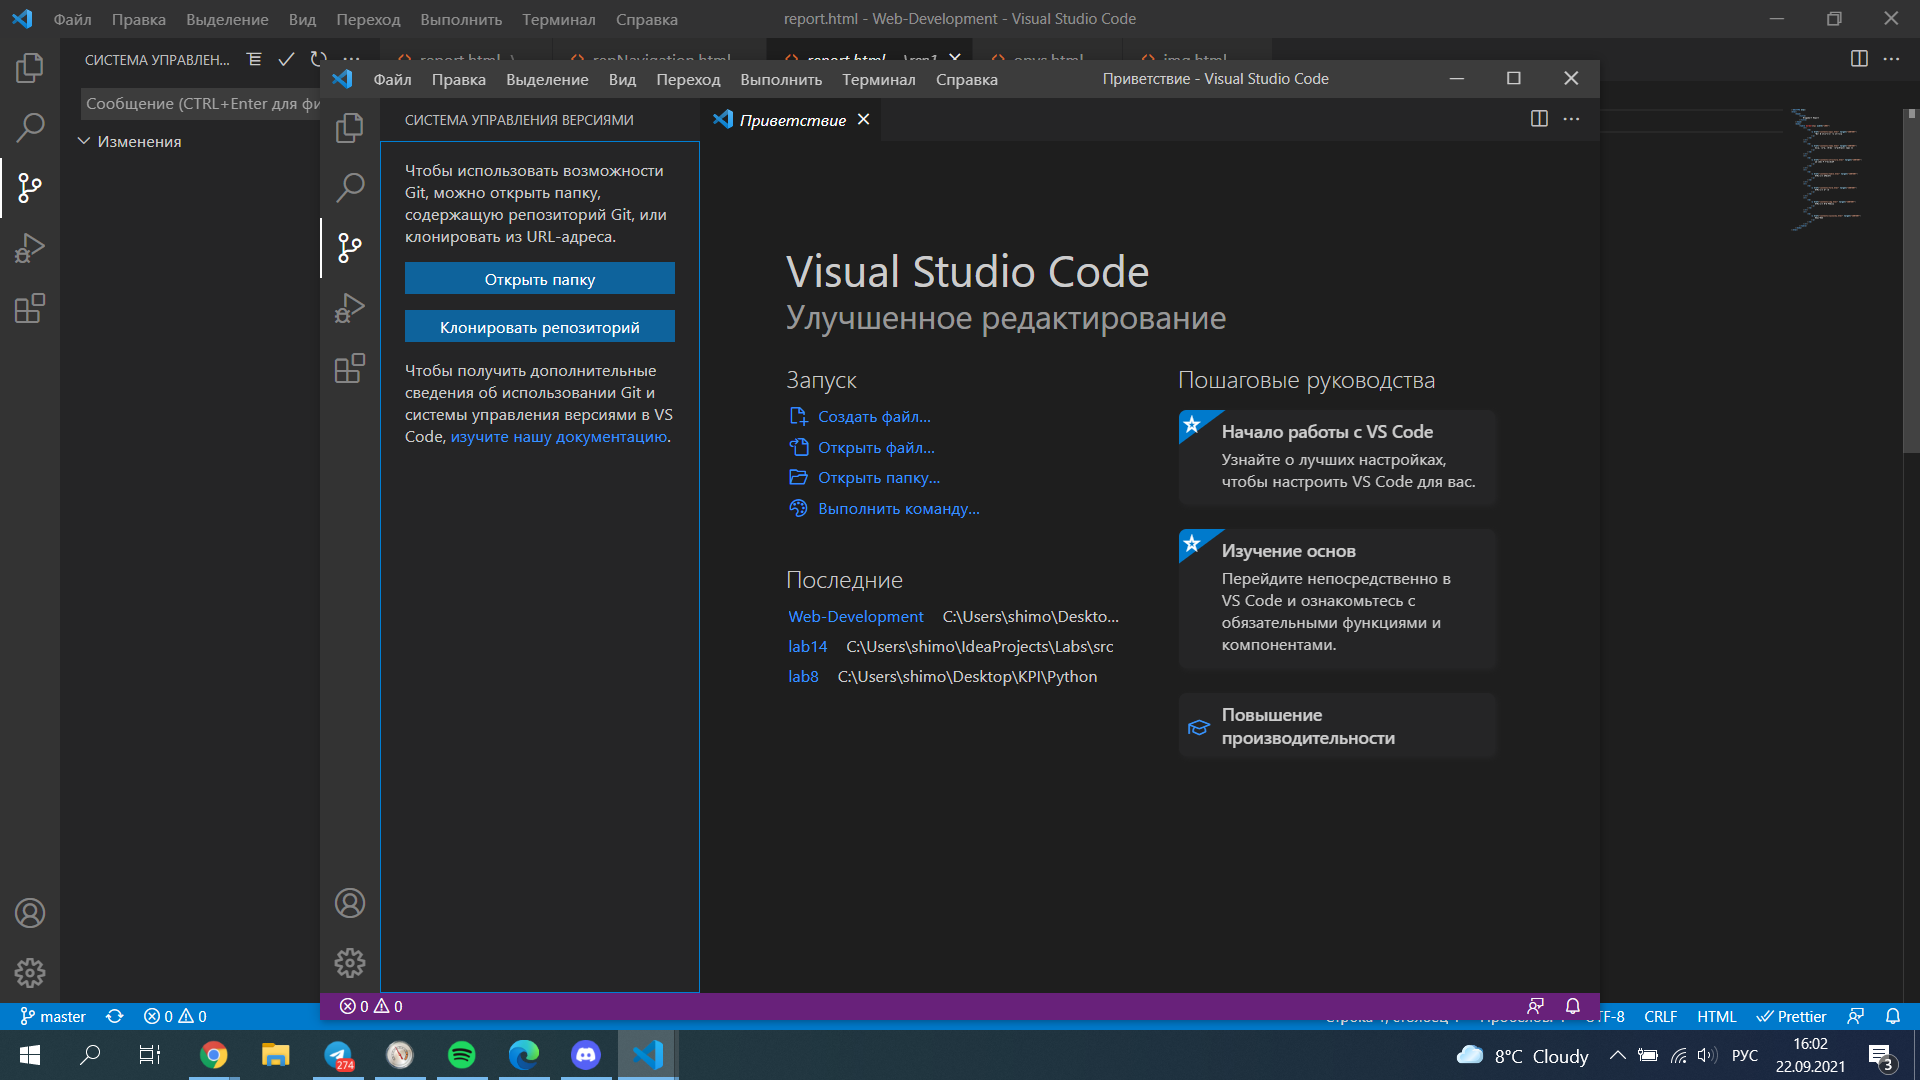 Файл Правка Выделение Вид Переход Выполнить Терминал Справка
report.html - Web-Development - Visual Studio Code
СИСТЕМА УПРАВЛЕН...
Сообщение (CTRL+Enter для фи
Изменения
Файл Правка Выделение Вид Переход Выполнить Терминал Справка
Приветствие - Visual Studio Code
СИСТЕМА УПРАВЛЕНИЯ ВЕРСИЯМИ
Приветствие
Чтобы использовать возможности
Git, можно открыть папку,
содержащую репозиторий Git, или
клонировать из URL-адреса.
Открыть папку
Клонировать репозиторий
Чтобы получить дополнительные
сведения об использовании Git и
системы управления версиями в VS
Code, изучите нашу документацию.
Visual Studio Code
Улучшенное редактирование
Запуск
Создать файл...
Открыть файл...
Открыть папку...
Выполнить команду...
Последние
Web-Development C:\Users\shimo\Deskto...
lab14 C:\Users\shimo\IdeaProjects\Labs\src
lab8 C:\Users\shimo\Desktop\KPI\Python
Пошаговые руководства
Начало работы с VS Code
Узнайте о лучших настройках,
чтобы настроить VS Code для вас.
Изучение основ
Перейдите непосредственно в
VS Code и ознакомьтесь с
обязательными функциями и
компонентами.
Повышение
производительности
0 0
master 0 0
UTF-8 CRLF HTML Prettier
274
8°C Cloudy
РУС
16:02
22.09.2021
3